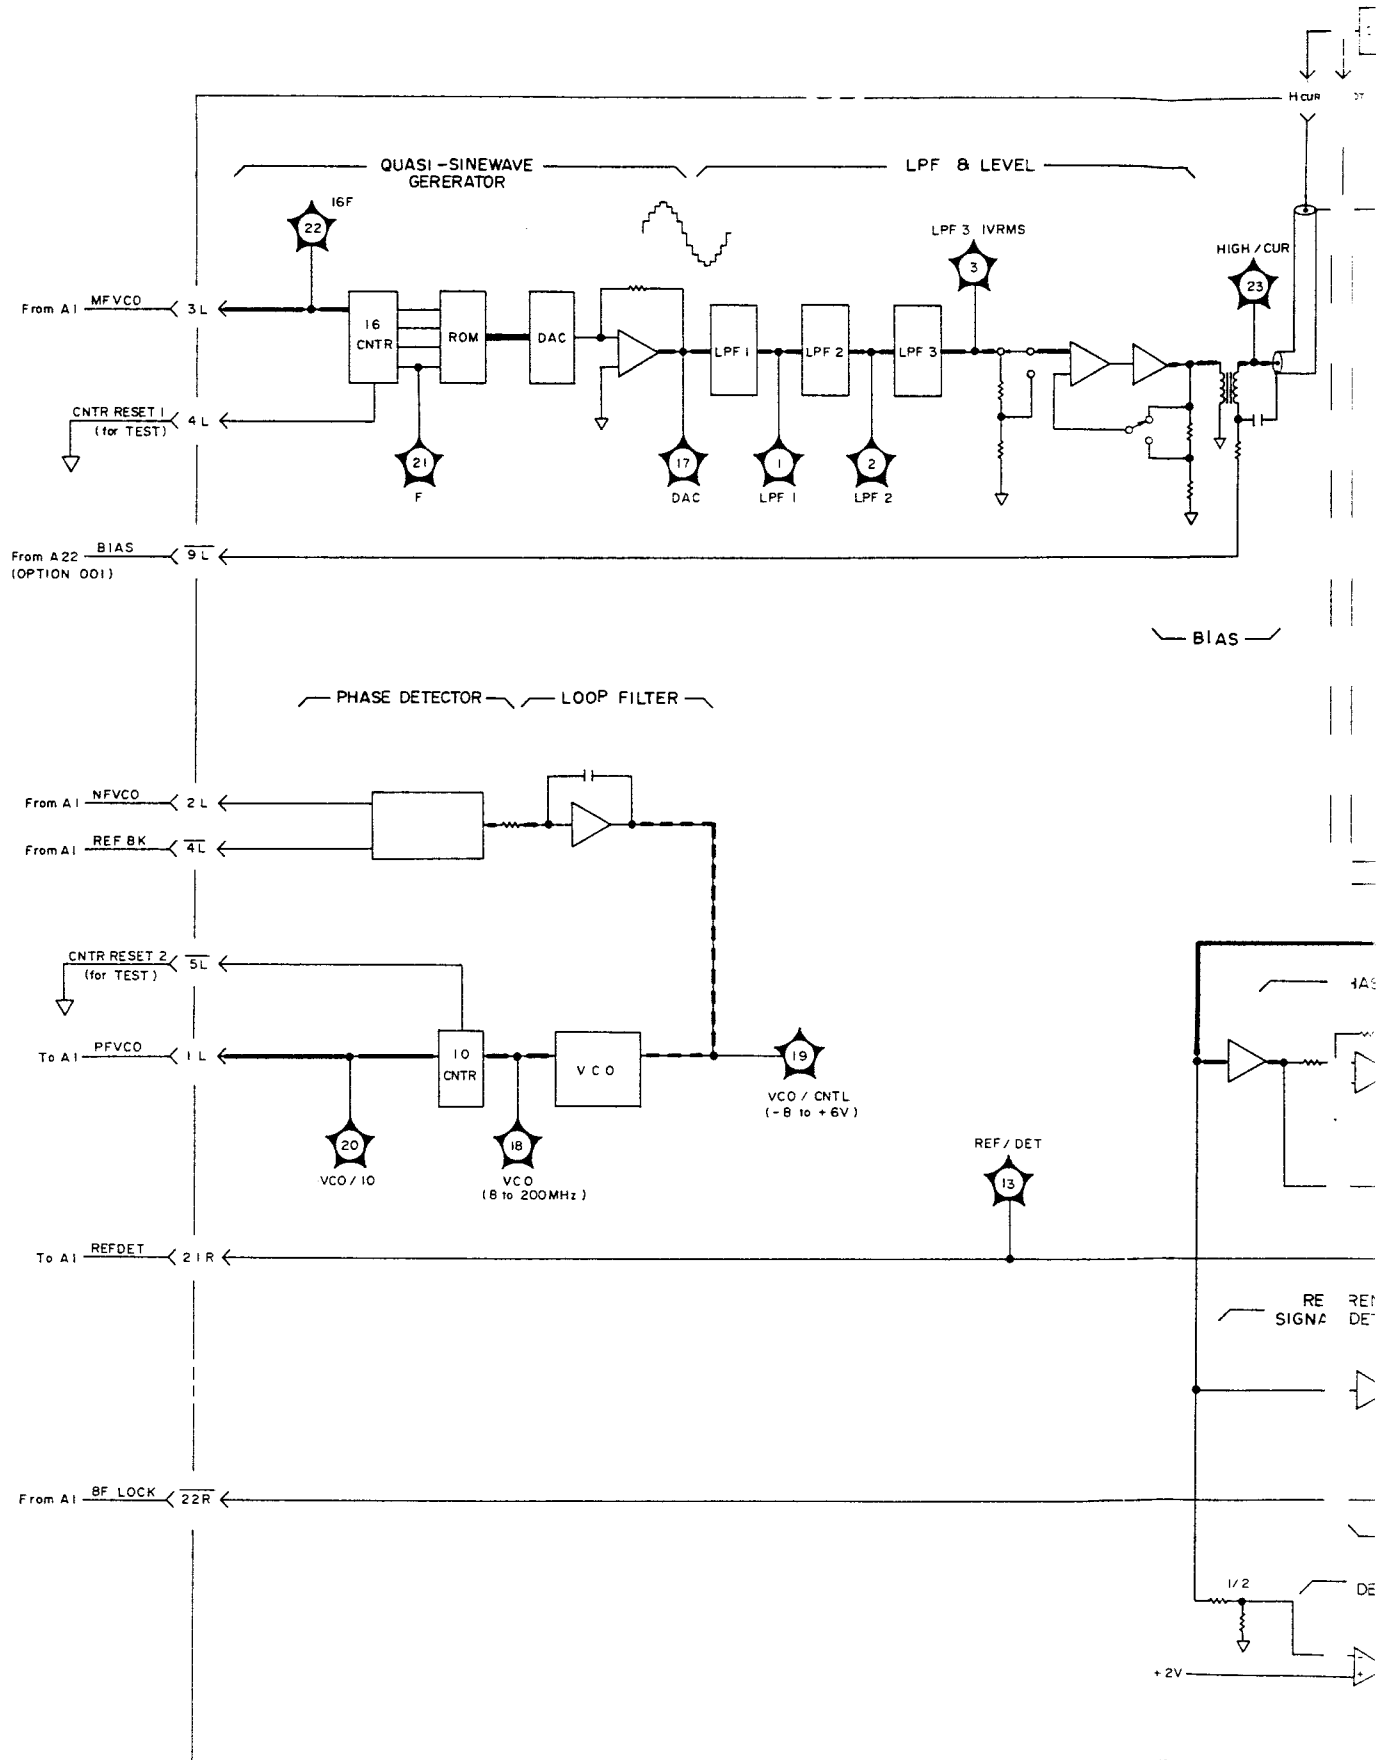 HCUR
QUASI-SINEWAVE
GERERATOR
LPF & LEVEL
16F
22
LPF 3 1VRMS
3
HIGH/CUR
23
From A1 MFVCO 3L
16
CNTR
ROM
DAC
LPF 1
LPF 2
LPF 3
CNTR RESET 1
(for TEST)
4L
21
F
17
DAC
1
LPF 1
2
LPF 2
From A22 BIAS 9L
(OPTION 001)
BIAS
PHASE DETECTOR
LOOP FILTER
From A1 NFVCO 2L
From A1 REF 8K 4L
CNTR RESET 2
(for TEST)
5L
To A1 PFVCO 1L
10
CNTR
VCO
19
VCO / CNTL
(-8 to +6V)
20
VCO/10
18
VCO
(8 to 200MHz)
REF/DET
13
To A1 REFDET 21R
RE REN
SIGNA DET
From A1 8F LOCK 22R
1/2
DE
+2V
-
+